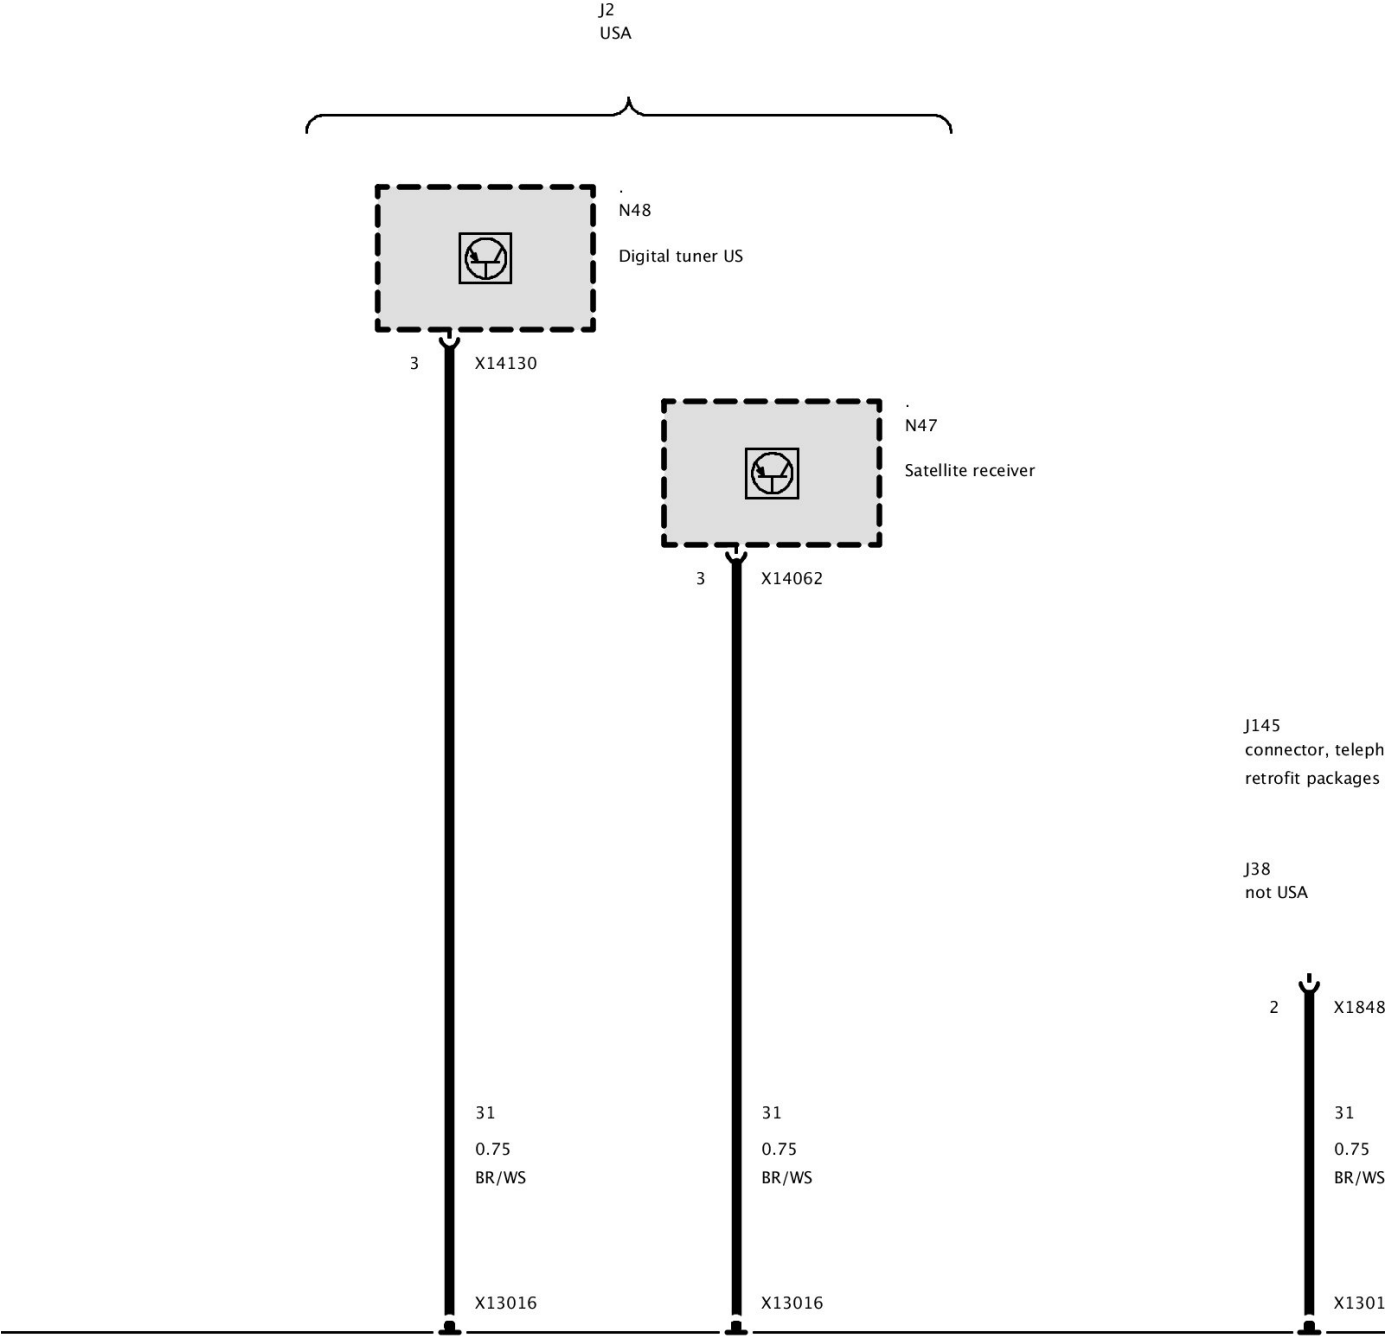 J2
USA
.
N48
Digital tuner US
3 X14130
.
N47
Satellite receiver
3 X14062
J145
connector, teleph
retrofit packages
J38
not USA
2 X1848
31 31 31
0.75 0.75 0.75
BR/WS BR/WS BR/WS
X13016 X13016 X1301